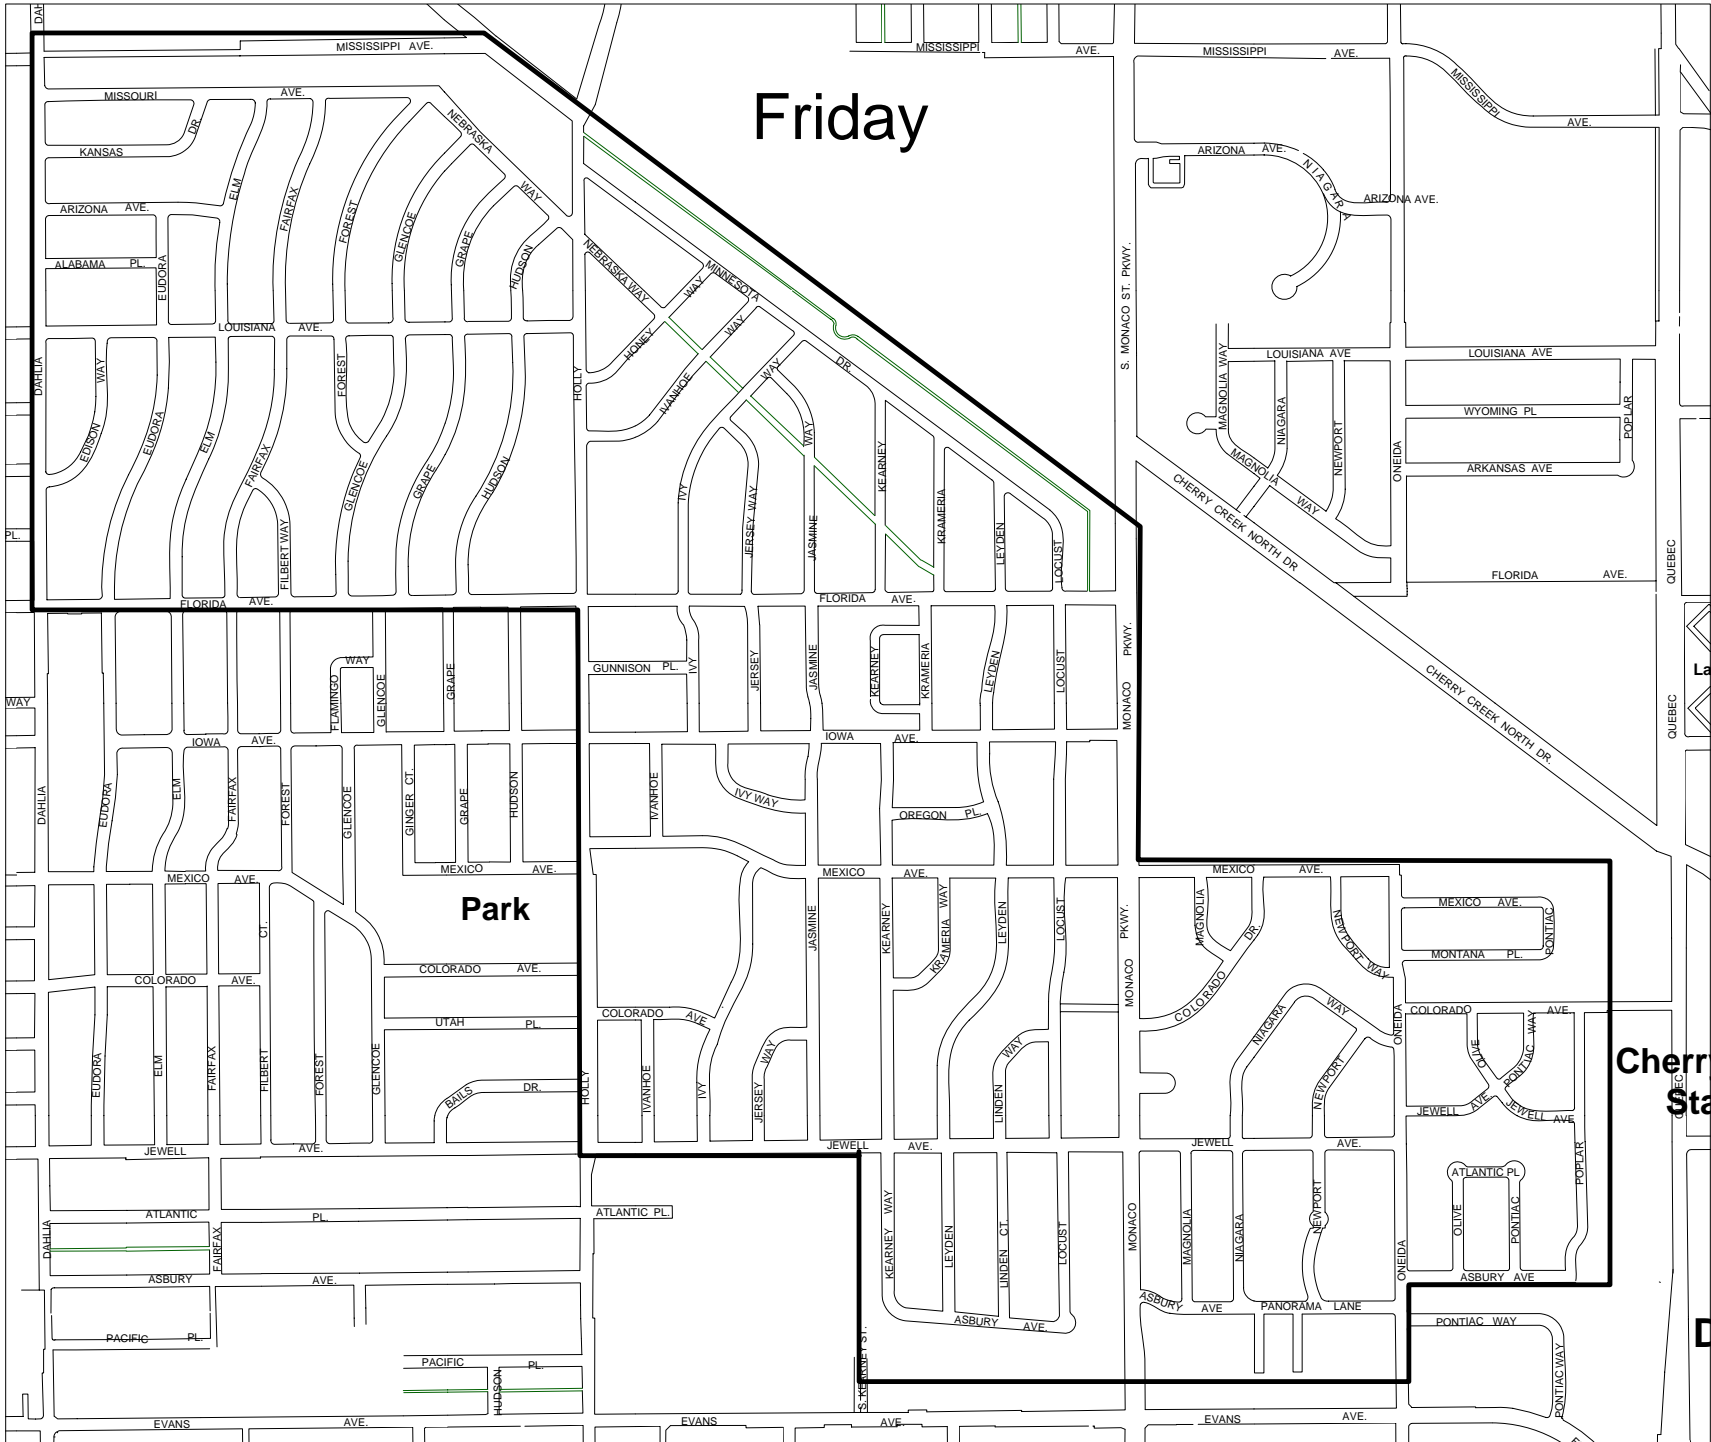 DAH
MISSISSIPPI AVE.
MISSISSIPPI AVE.
MISSISSIPPI AVE.
MISSISSIPPI
AVE.
Friday
MISSOURI AVE.
DR
KANSAS
NEBRASKA WAY
ARIZONA AVE.
ELM
FAIRFAX
FOREST
GLENCOE
GRAPE
HUDSON
ALABAMA PL.
EUDORA
LOUISIANA AVE.
ARIZONA AVE.
NIAGARA
ARIZONA AVE.
NEBRASKA WAY
MINNESOTA DR.
HONEY WAY
IVANHOE WAY
S. MONACO ST. PKWY.
DAHLIA
EDISON WAY
EUDORA
ELM
FAIRFAX
FILBERT WAY
FOREST
GLENCOE
GRAPE
HUDSON
HOLLY
IVY WAY
JERSEY WAY
JASMINE WAY
KEARNEY
KRAMERIA
LEYDEN
LOCUST
MAGNOLIA WAY
LOUISIANA AVE
LOUISIANA AVE
NIAGARA
NEWPORT
MAGNOLIA WAY
ONEIDA
WYOMING PL
POPLAR
ARKANSAS AVE
CHERRY CREEK NORTH DR
QUEBEC
FLORIDA AVE.
PL.
FLORIDA AVE.
FLORIDA AVE.
GUNNISON PL.
IVY
JERSEY
JASMINE
KEARNEY
KRAMERIA
LEYDEN
LOCUST
MONACO PKWY.
CHERRY CREEK NORTH DR.
QUEBEC
La
WAY
FLAMINGO WAY
GLENCOE
GRAPE
IOWA AVE.
IOWA AVE.
DAHLIA
EUDORA
ELM
FAIRFAX
FOREST
GLENCOE
GINGER CT.
GRAPE
HUDSON
IVANHOE
IVY WAY
OREGON PL.
MEXICO AVE.
MEXICO AVE.
MEXICO AVE.
MEXICO AVE.
Park
CT.
JASMINE
KEARNEY
KRAMERIA WAY
LEYDEN
LOCUST
MONACO PKWY.
MAGNOLIA
COLORADO DR.
NEWPORT WAY
MEXICO AVE.
PONTIAC
MONTANA PL.
COLORADO AVE.
COLORADO AVE.
UTAH PL.
COLORADO AVE
COLORADO AVE.
EUDORA
ELM
FAIRFAX
FILBERT
FOREST
GLENCOE
BAILS DR.
HOLLY
IVANHOE
IVY
JERSEY WAY
LINDEN WAY
NIAGARA WAY
NEWPORT
ONEIDA
OLIVE
PONTIAC WAY
JEWELL AVE
JEWELL AVE
Cherry
Sta
JEWELL AVE.
JEWELL AVE.
JEWELL AVE.
ATLANTIC PL.
ATLANTIC PL.
ATLANTIC PL
DAHLIA
FAIRFAX
KEARNEY WAY
LEYDEN
LINDEN CT.
LOCUST
MONACO
MAGNOLIA
NIAGARA
NEWPORT
ONEIDA
OLIVE
PONTIAC
POPLAR
ASBURY AVE.
ASBURY AVE.
ASBURY AVE
PANORAMA LANE
ASBURY AVE
PONTIAC WAY
PONTIAC WAY
D
PACIFIC PL.
PACIFIC PL.
HUDSON
S. KEARNEY ST.
EVANS AVE.
EVANS AVE.
EVANS AVE.